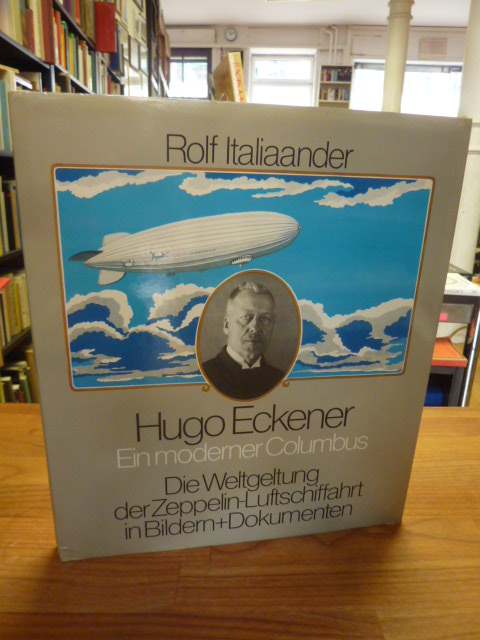 Rolf Italiaander
Hugo Eckener
Ein moderner Columbus
Die Weltgeltung
der Zeppelin-Luftschiffahrt
in Bildern+Dokumenten